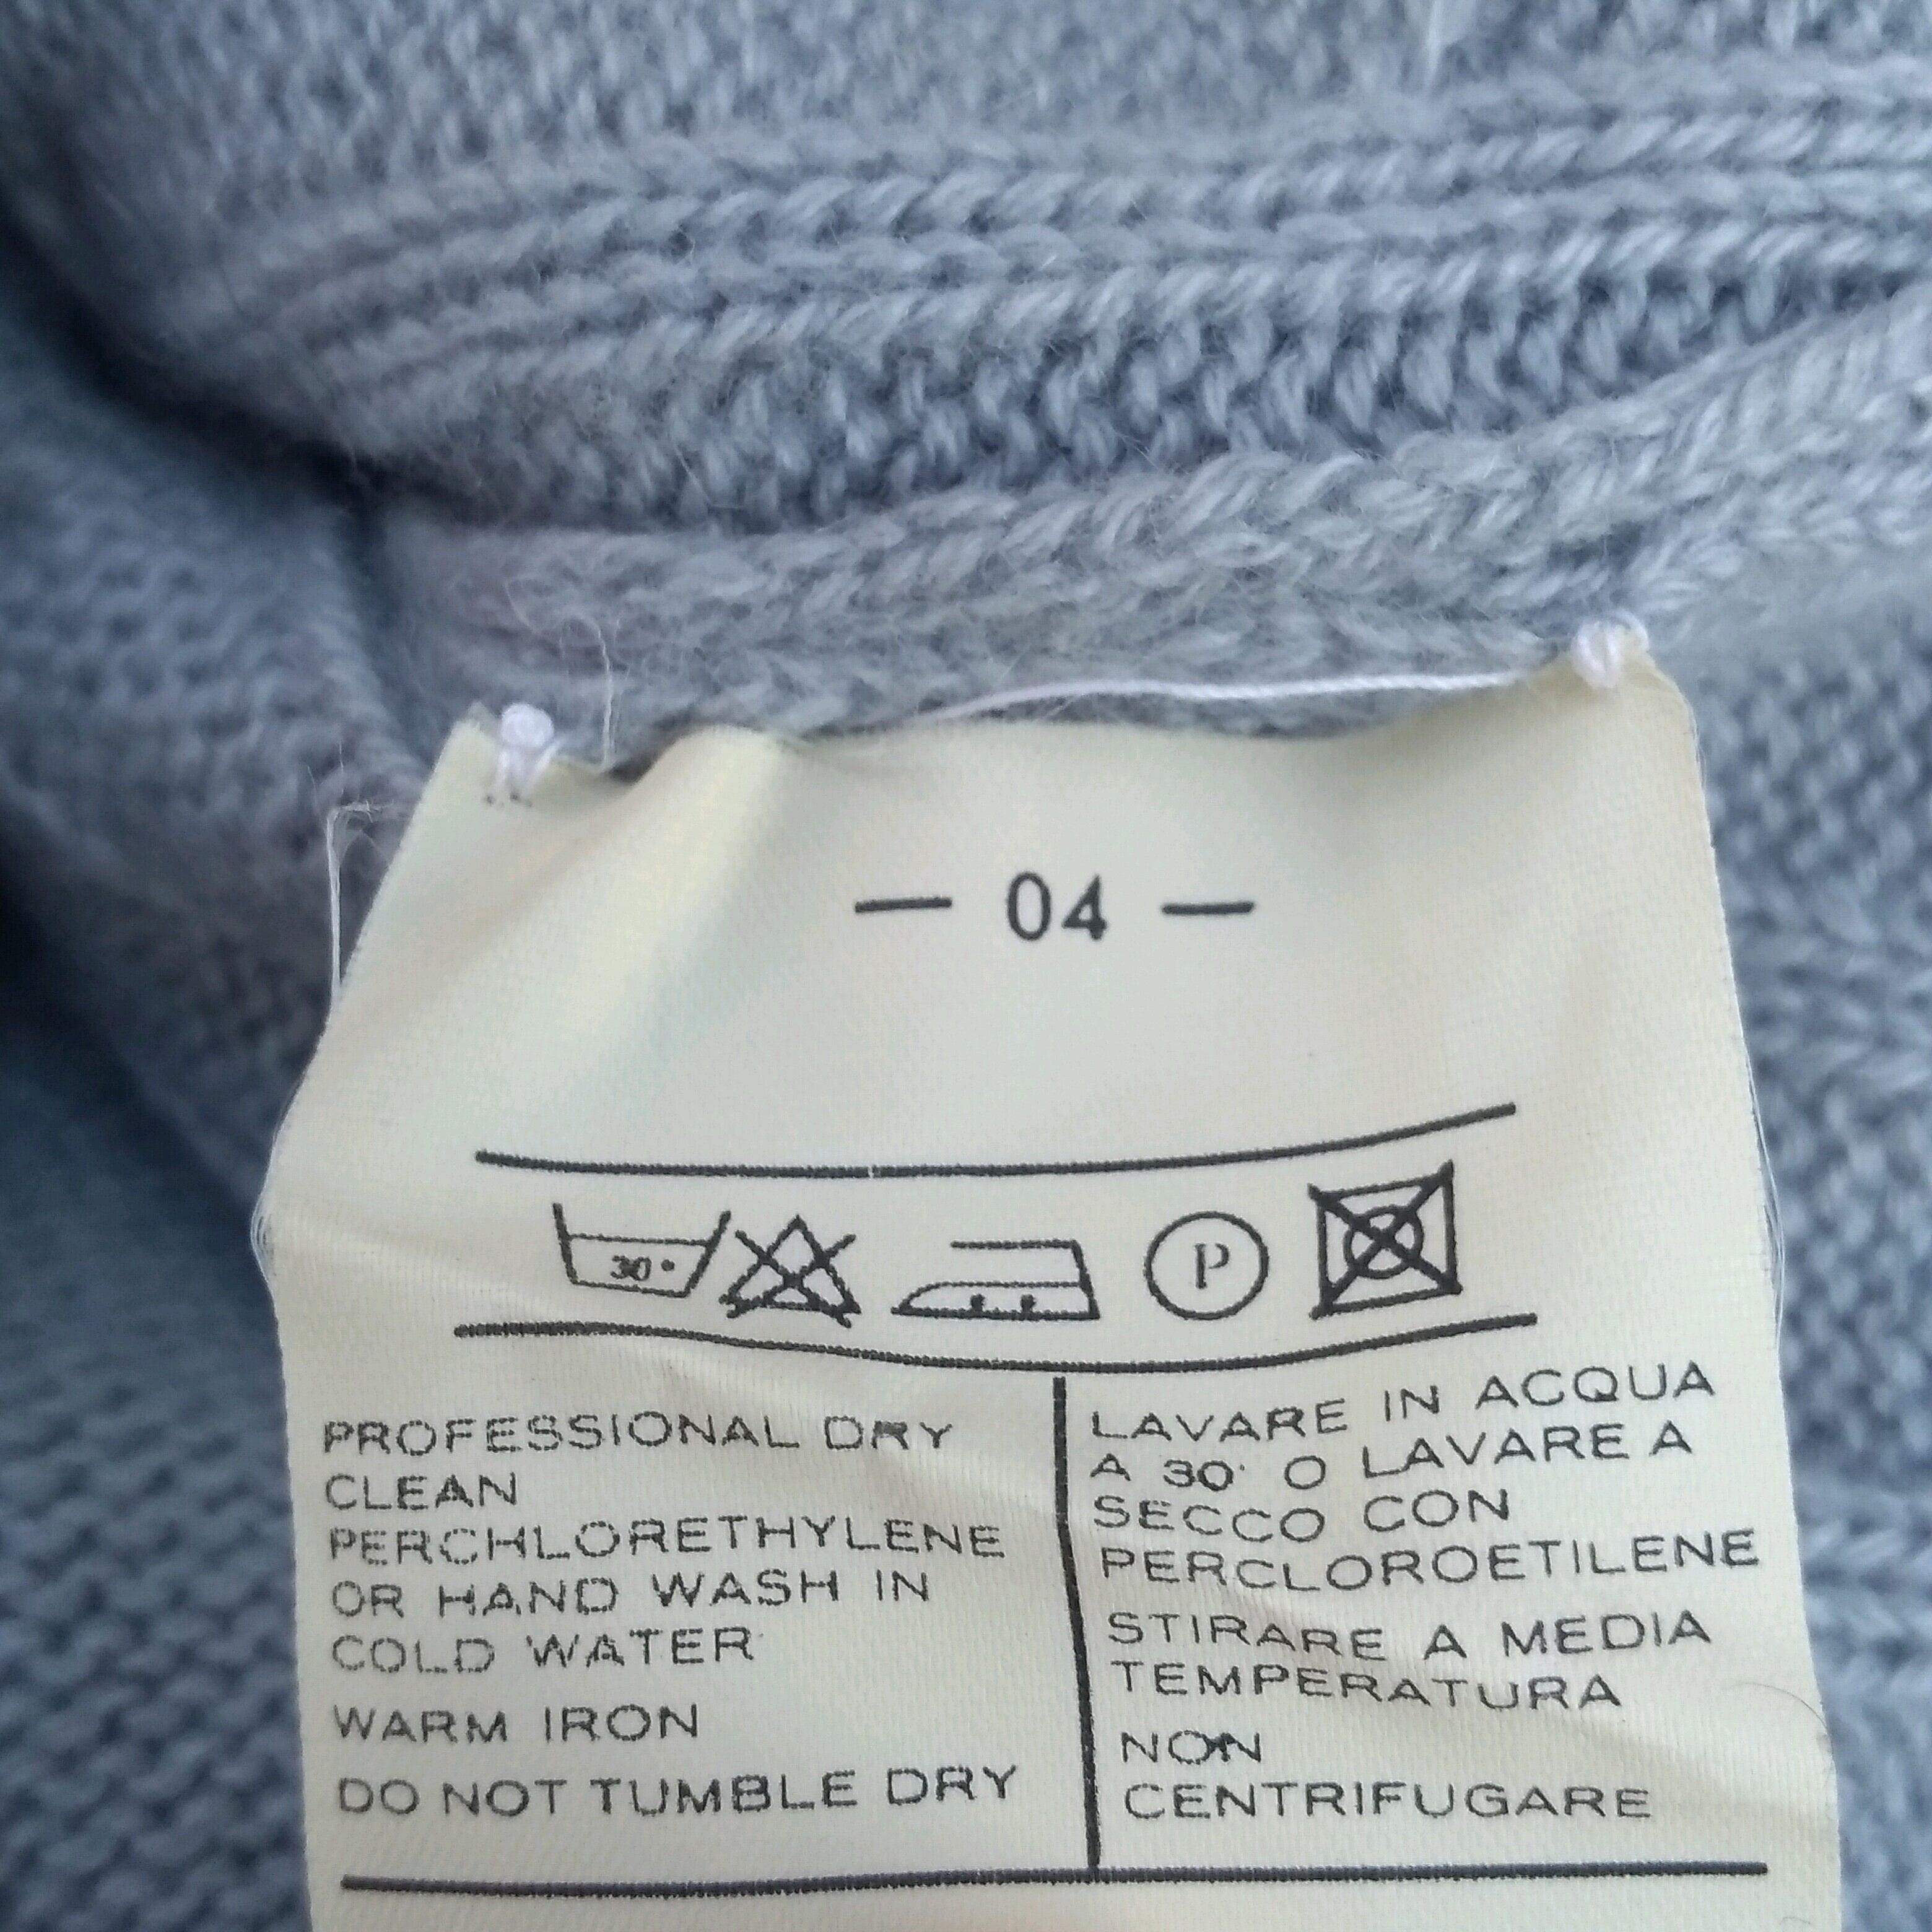 — 04 —
30°
P
PROFESSIONAL DRY
CLEAN
PERCHLORETHYLENE
OR HAND WASH IN
COLD WATER
WARM IRON
DO NOT TUMBLE DRY
LAVARE IN ACQUA
A 30° O LAVARE A
SECCO CON
PERCLOROETILENE
STIRARE A MEDIA
TEMPERATURA
NON
CENTRIFUGARE